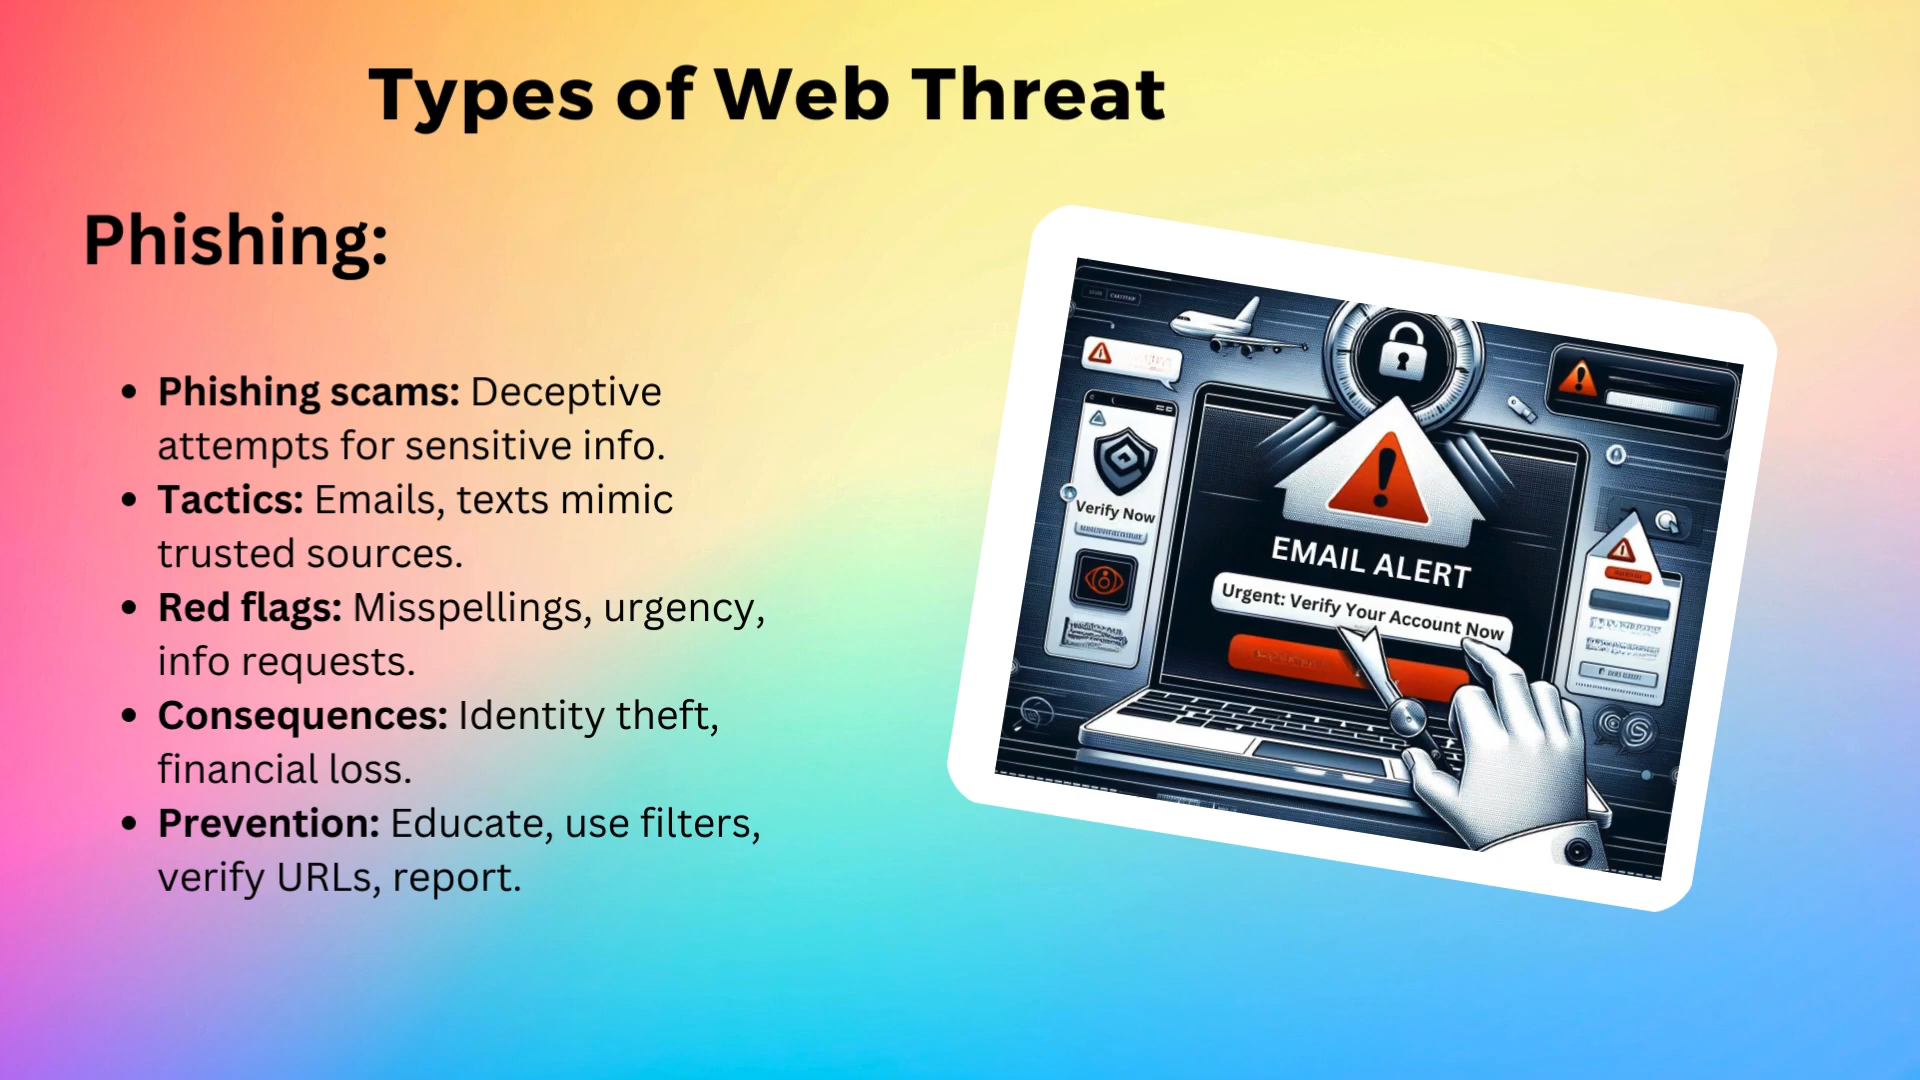 Types of Web Threat
Phishing:
• Phishing scams: Deceptive
attempts for sensitive info.
• Tactics: Emails, texts mimic
trusted sources.
• Red flags: Misspellings, urgency,
info requests.
• Consequences: Identity theft,
financial loss.
• Prevention: Educate, use filters,
verify URLs, report.
Verify Now
EMAIL ALERT
Urgent: Verify Your Account Now